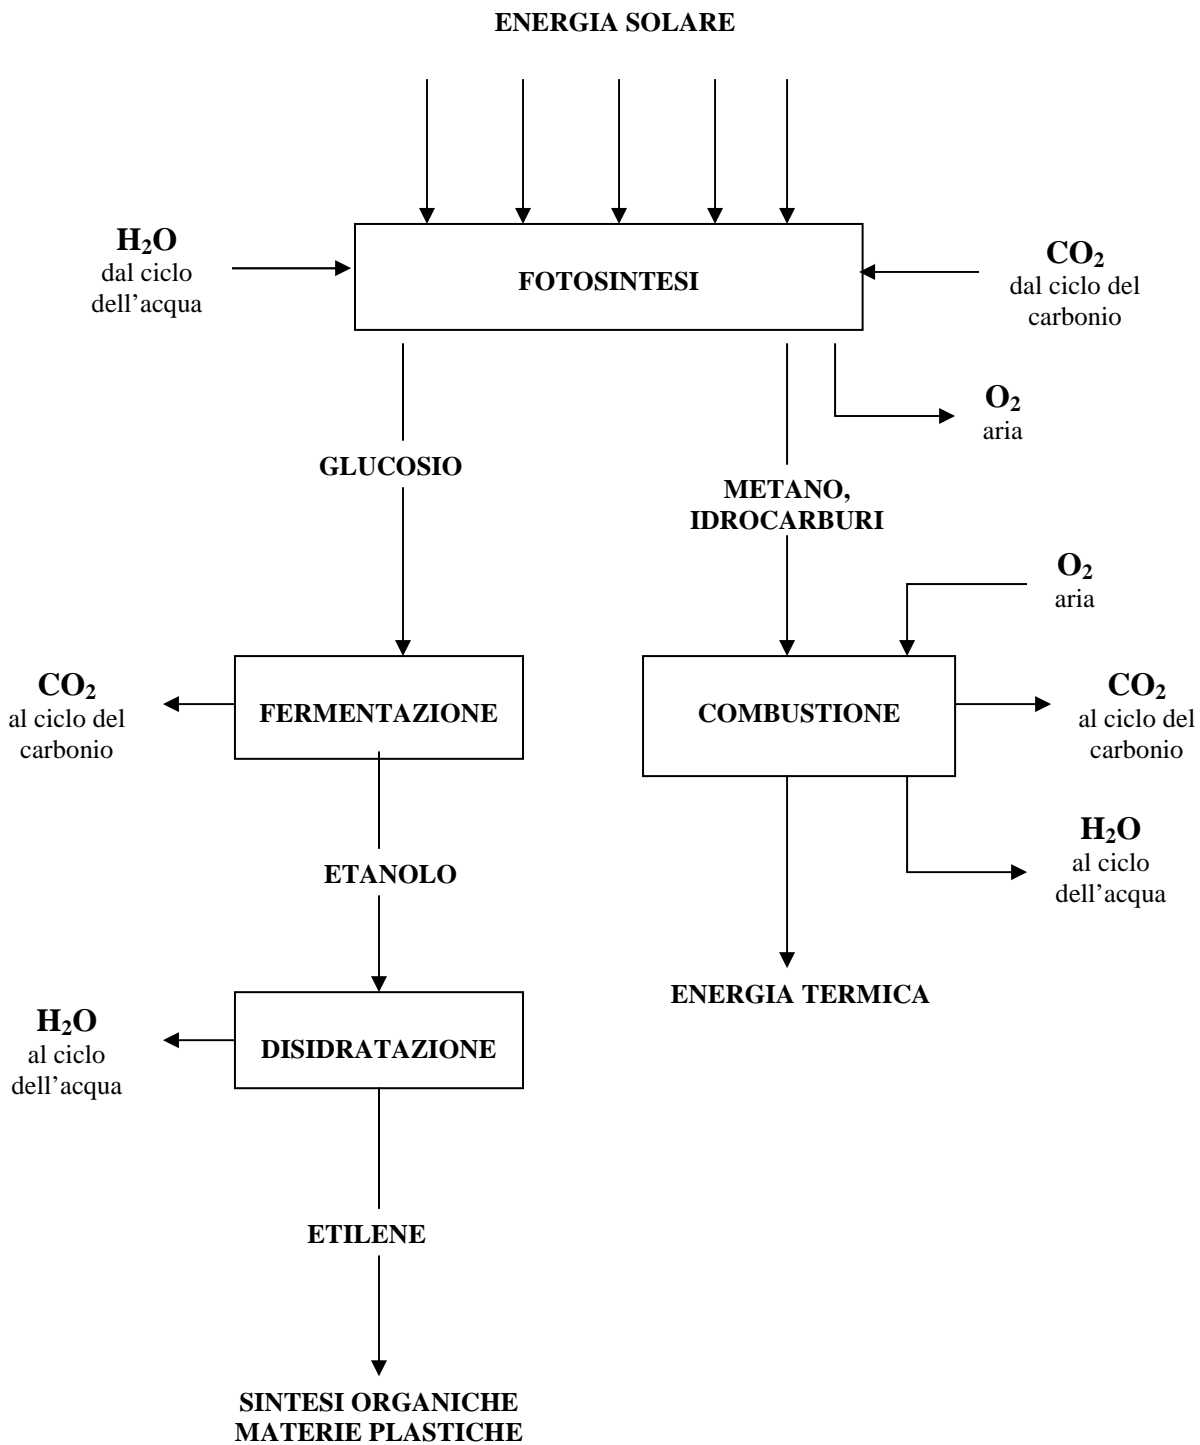 ENERGIA SOLARE
H₂O
dal ciclo
dell’acqua
FOTOSINTESI
CO₂
dal ciclo del
carbonio
O₂
aria
GLUCOSIO
METANO,
IDROCARBURI
O₂
aria
CO₂
al ciclo del
carbonio
FERMENTAZIONE
COMBUSTIONE
CO₂
al ciclo del
carbonio
H₂O
al ciclo
dell’acqua
ETANOLO
ENERGIA TERMICA
H₂O
al ciclo
dell’acqua
DISIDRATAZIONE
ETILENE
SINTESI ORGANICHE
MATERIE PLASTICHE